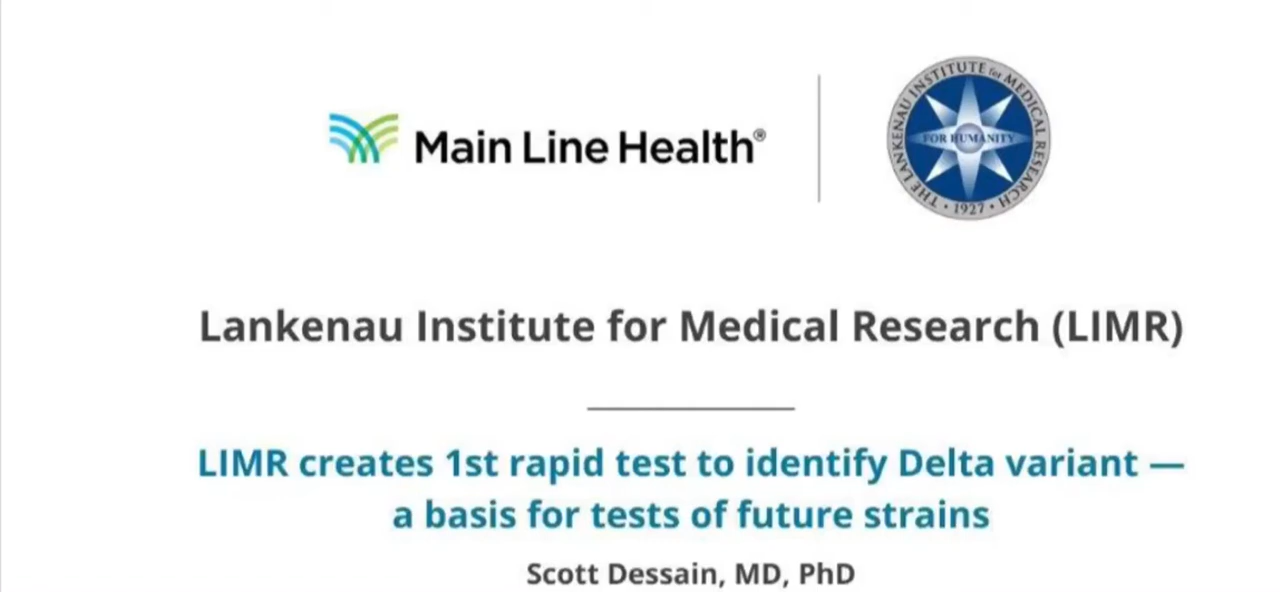 Main Line Health®
THE LANKENAU INSTITUTE for MEDICAL RESEARCH
FOR HUMANITY
• 1927 •
Lankenau Institute for Medical Research (LIMR)
LIMR creates 1st rapid test to identify Delta variant —
a basis for tests of future strains
Scott Dessain, MD, PhD